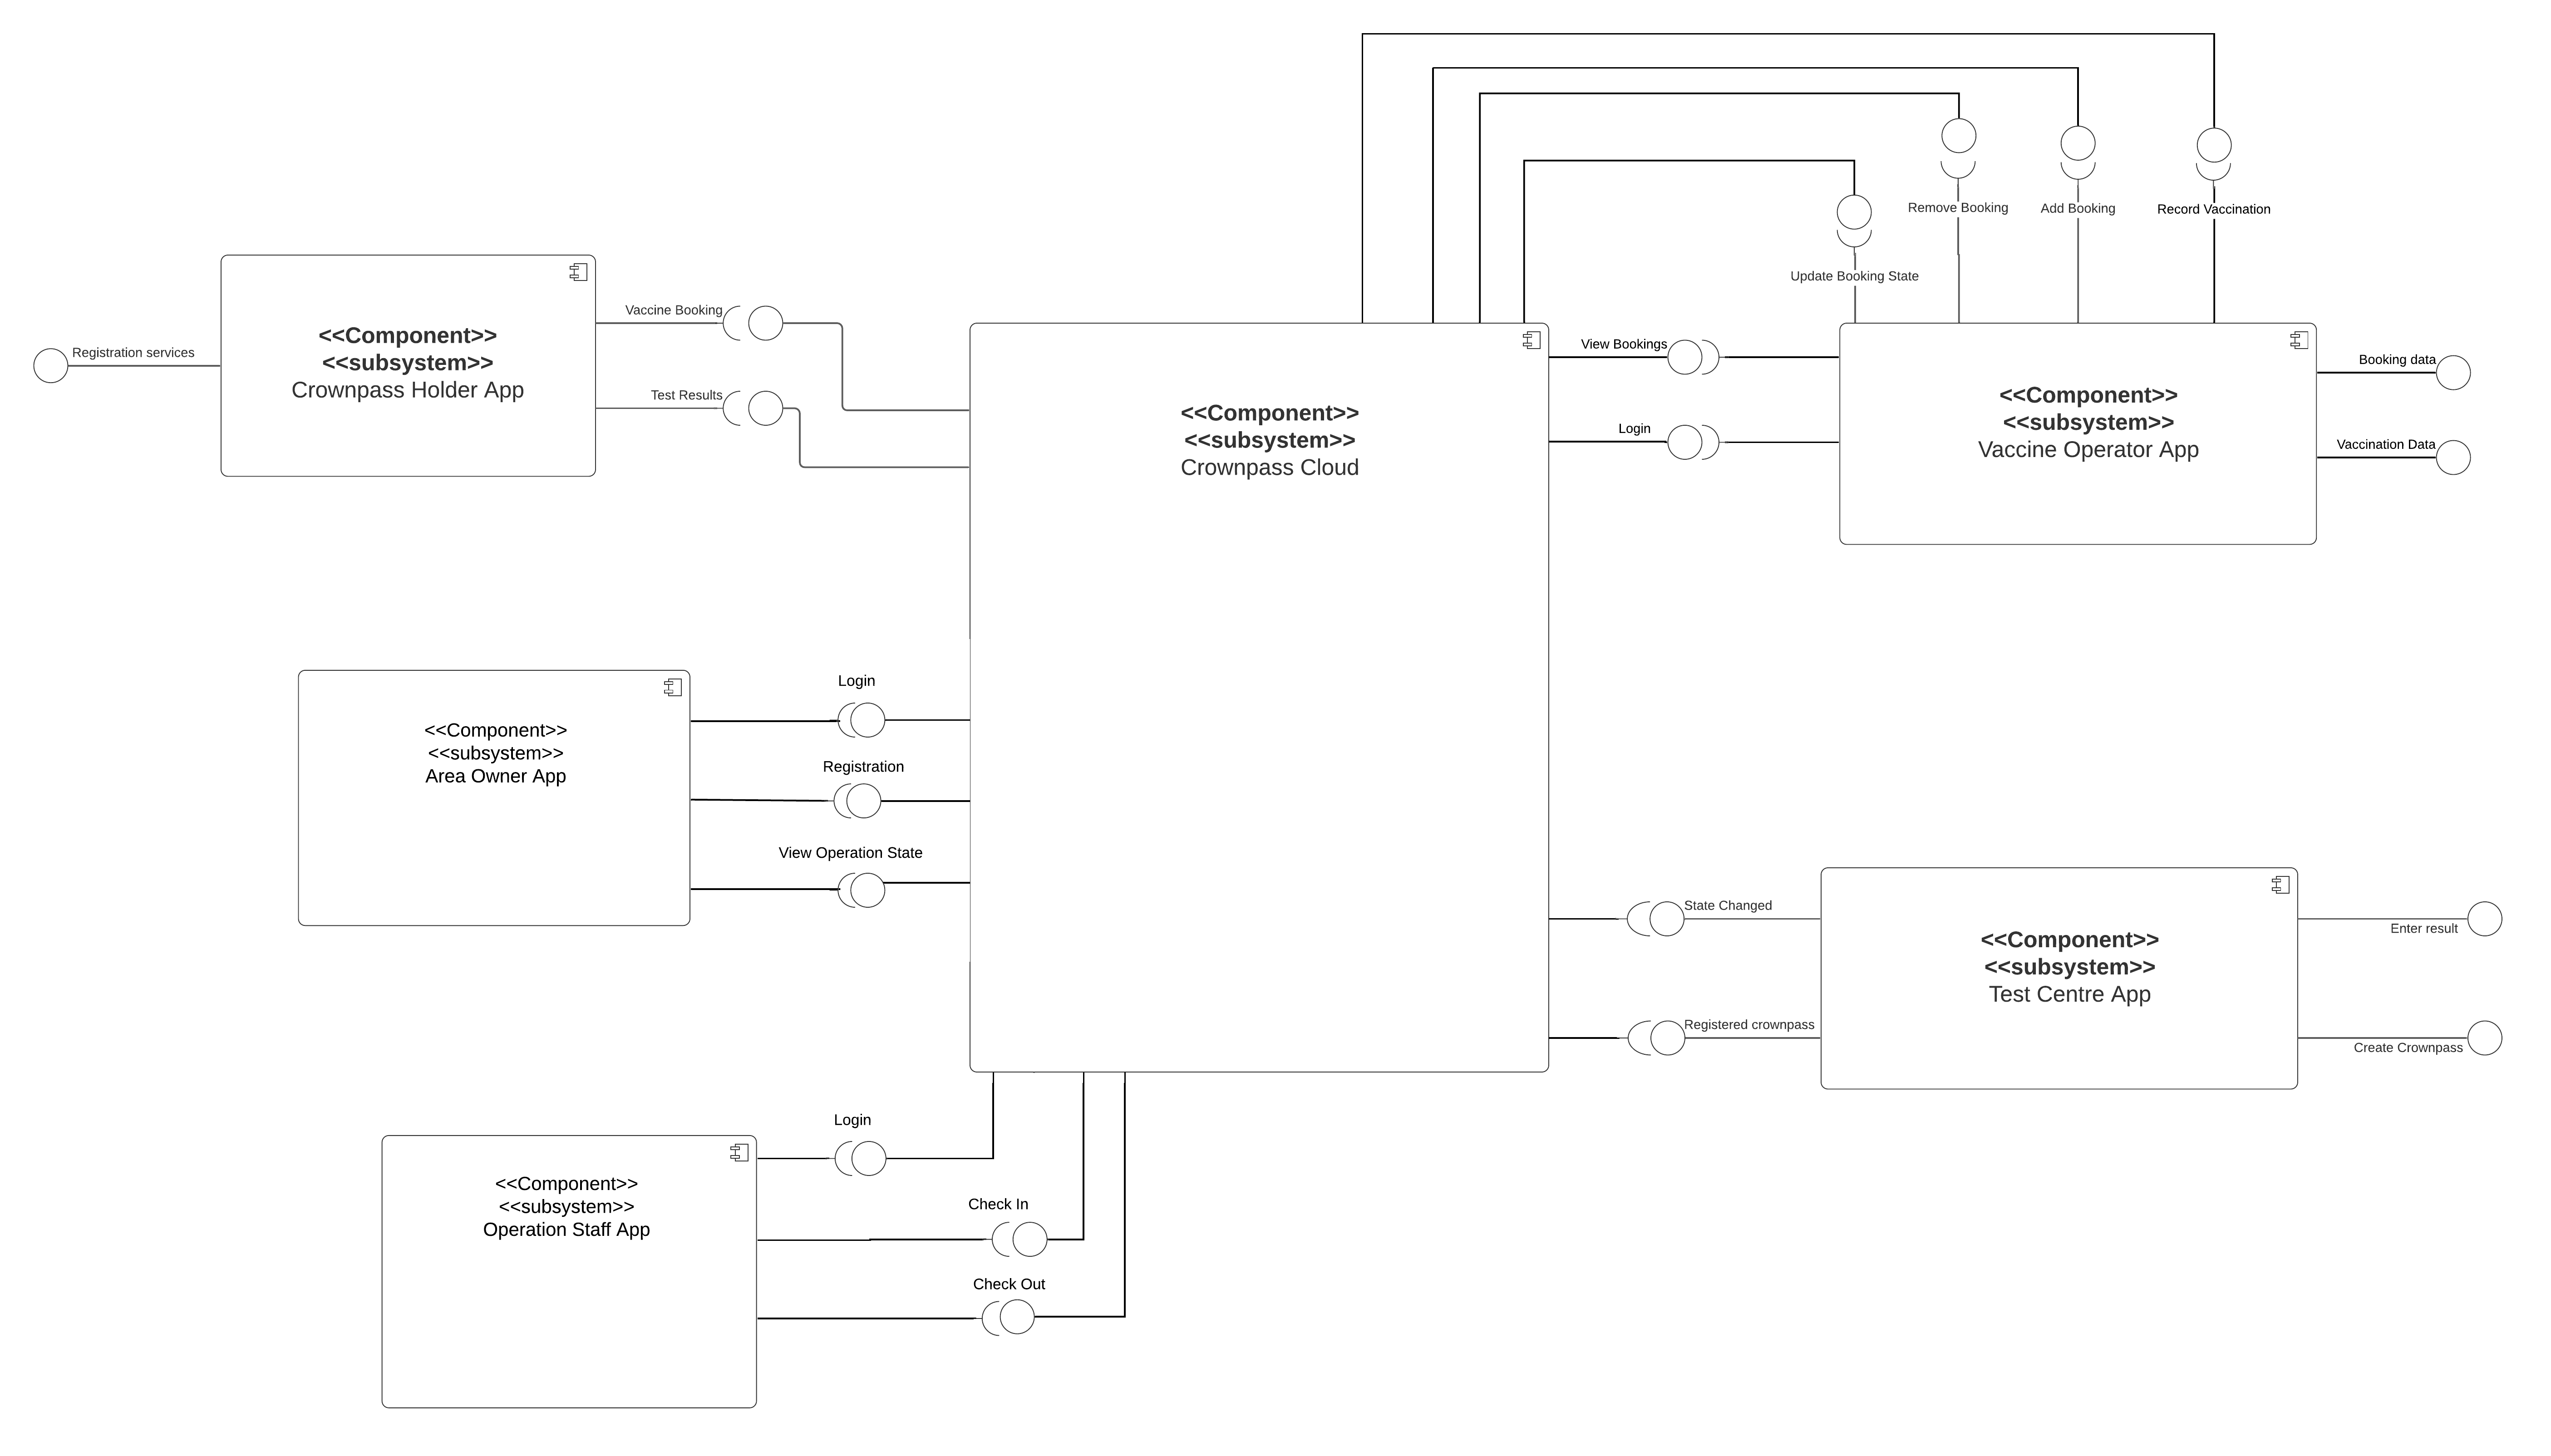 Remove Booking
Add Booking
Record Vaccination
Update Booking State
Registration services
<<Component>>
<<subsystem>>
Crownpass Holder App
Vaccine Booking
Test Results
<<Component>>
<<subsystem>>
Crownpass Cloud
View Bookings
Login
<<Component>>
<<subsystem>>
Vaccine Operator App
Booking data
Vaccination Data
<<Component>>
<<subsystem>>
Area Owner App
Login
Registration
View Operation State
State Changed
Registered crownpass
<<Component>>
<<subsystem>>
Test Centre App
Enter result
Create Crownpass
<<Component>>
<<subsystem>>
Operation Staff App
Login
Check In
Check Out